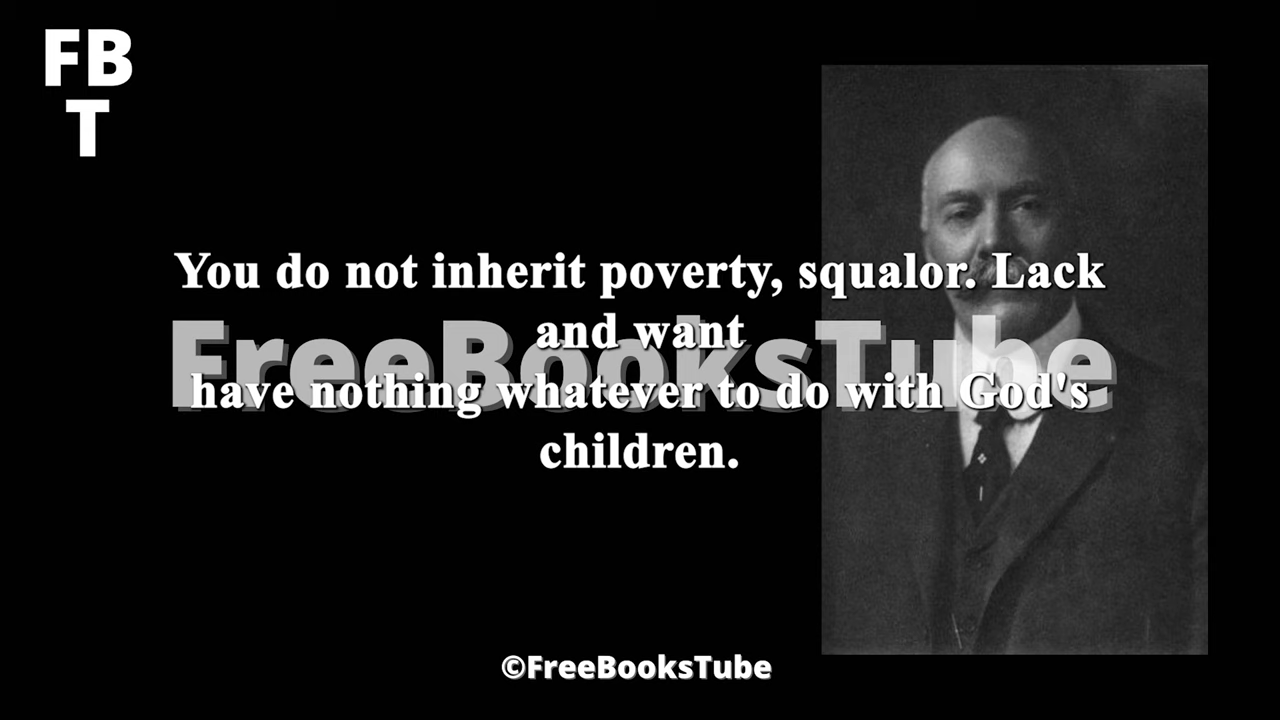 FB
T
You do not inherit poverty, squalor. Lack
and want
FreeBooksTube
have nothing whatever to do with God's
children.
©FreeBooksTube